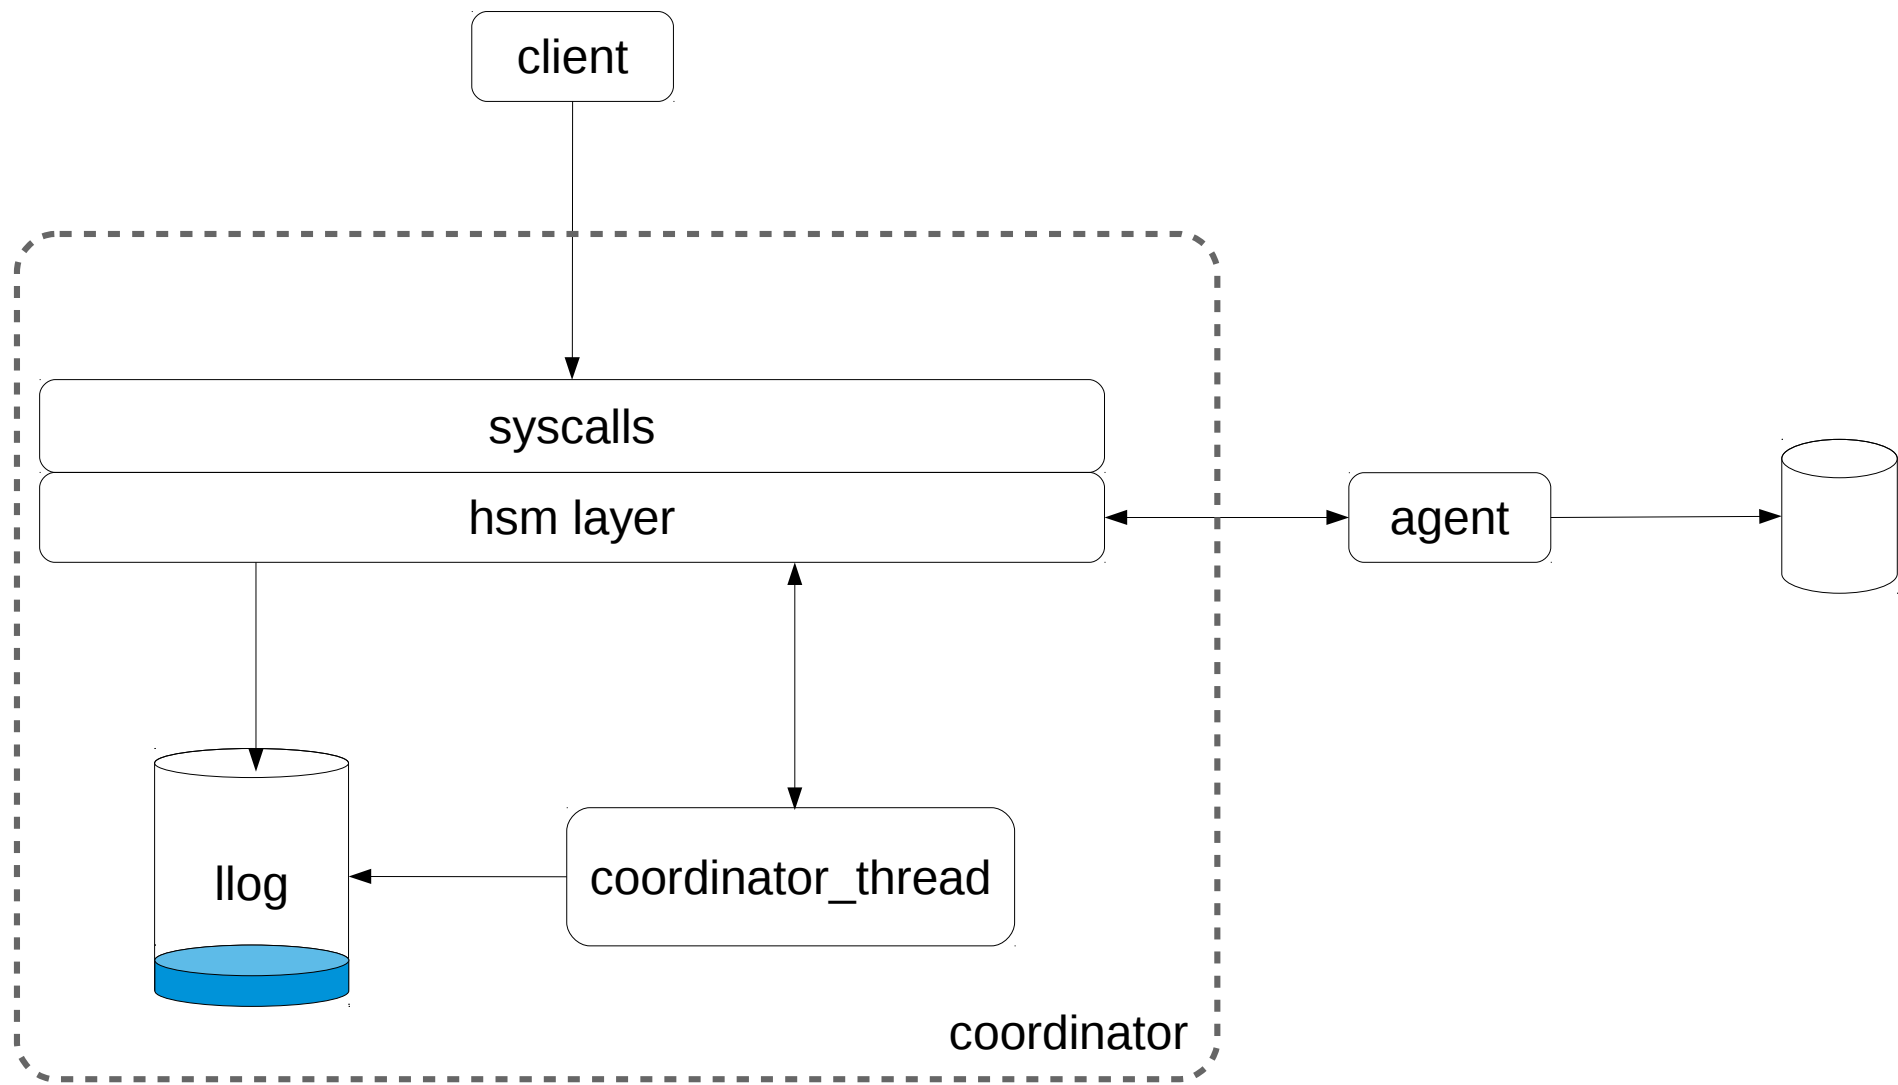 client
syscalls
hsm layer
agent
llog
coordinator_thread
coordinator